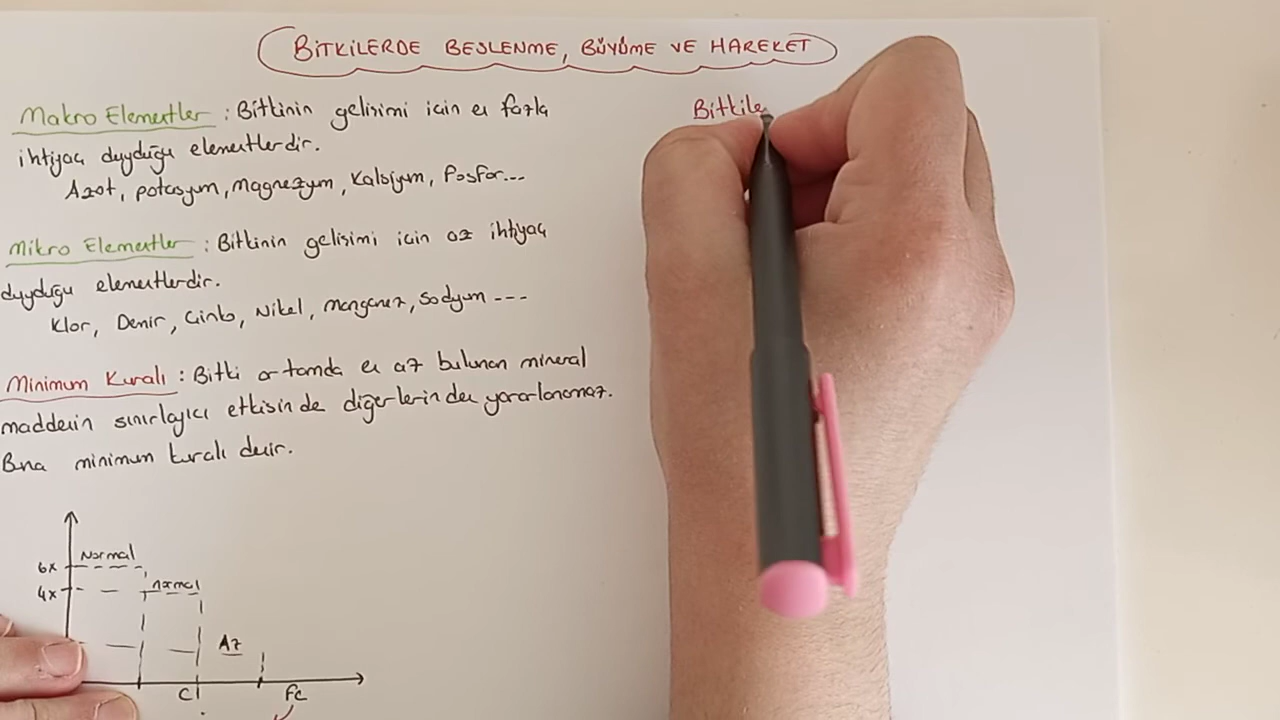 BİTKİLERDE BESLENME, BÜYÜME VE HAREKET
Makro Elementler : Bitkinin gelişimi için en fazla
ihtiyaç duyduğu elementlerdir.
Azot, potasyum, Magnezyum, Kalsiyum, fosfor...
Mikro Elementler : Bitkinin gelişimi için az ihtiyaç
duyduğu elementlerdir.
Klor, Demir, Çinko, Nikel, manganez, Sodyum ---
Minimum Kuralı : Bitki ortamda en az bulunan mineral
maddenin sınırlayıcı etkisinde diğerlerinden yararlanamaz.
Buna minimum kuralı denir.
Normal
6x
4x
normal
Az
Cl
Fe
Bitkile